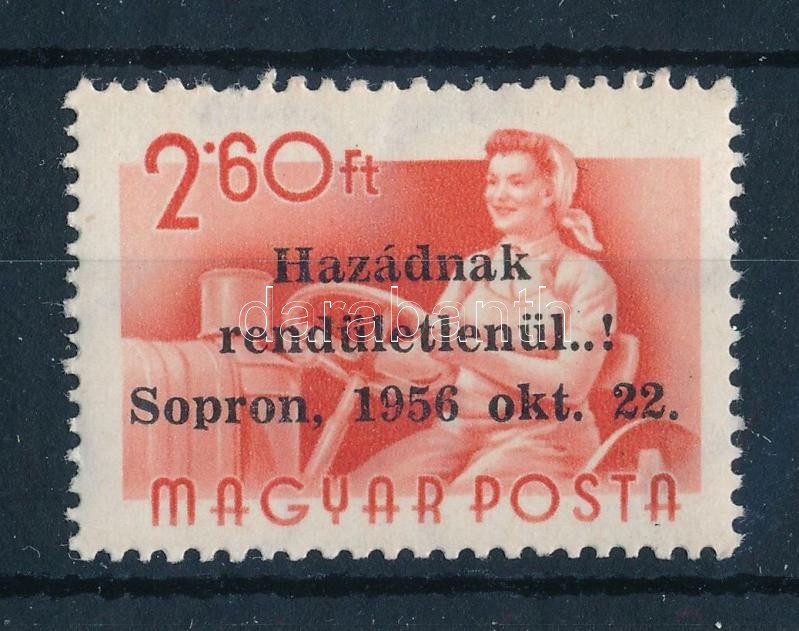 2.60 ft
Hazádnak
darabanth
rendületlenül..!
Sopron, 1956 okt. 22.
MAGYAR POSTA